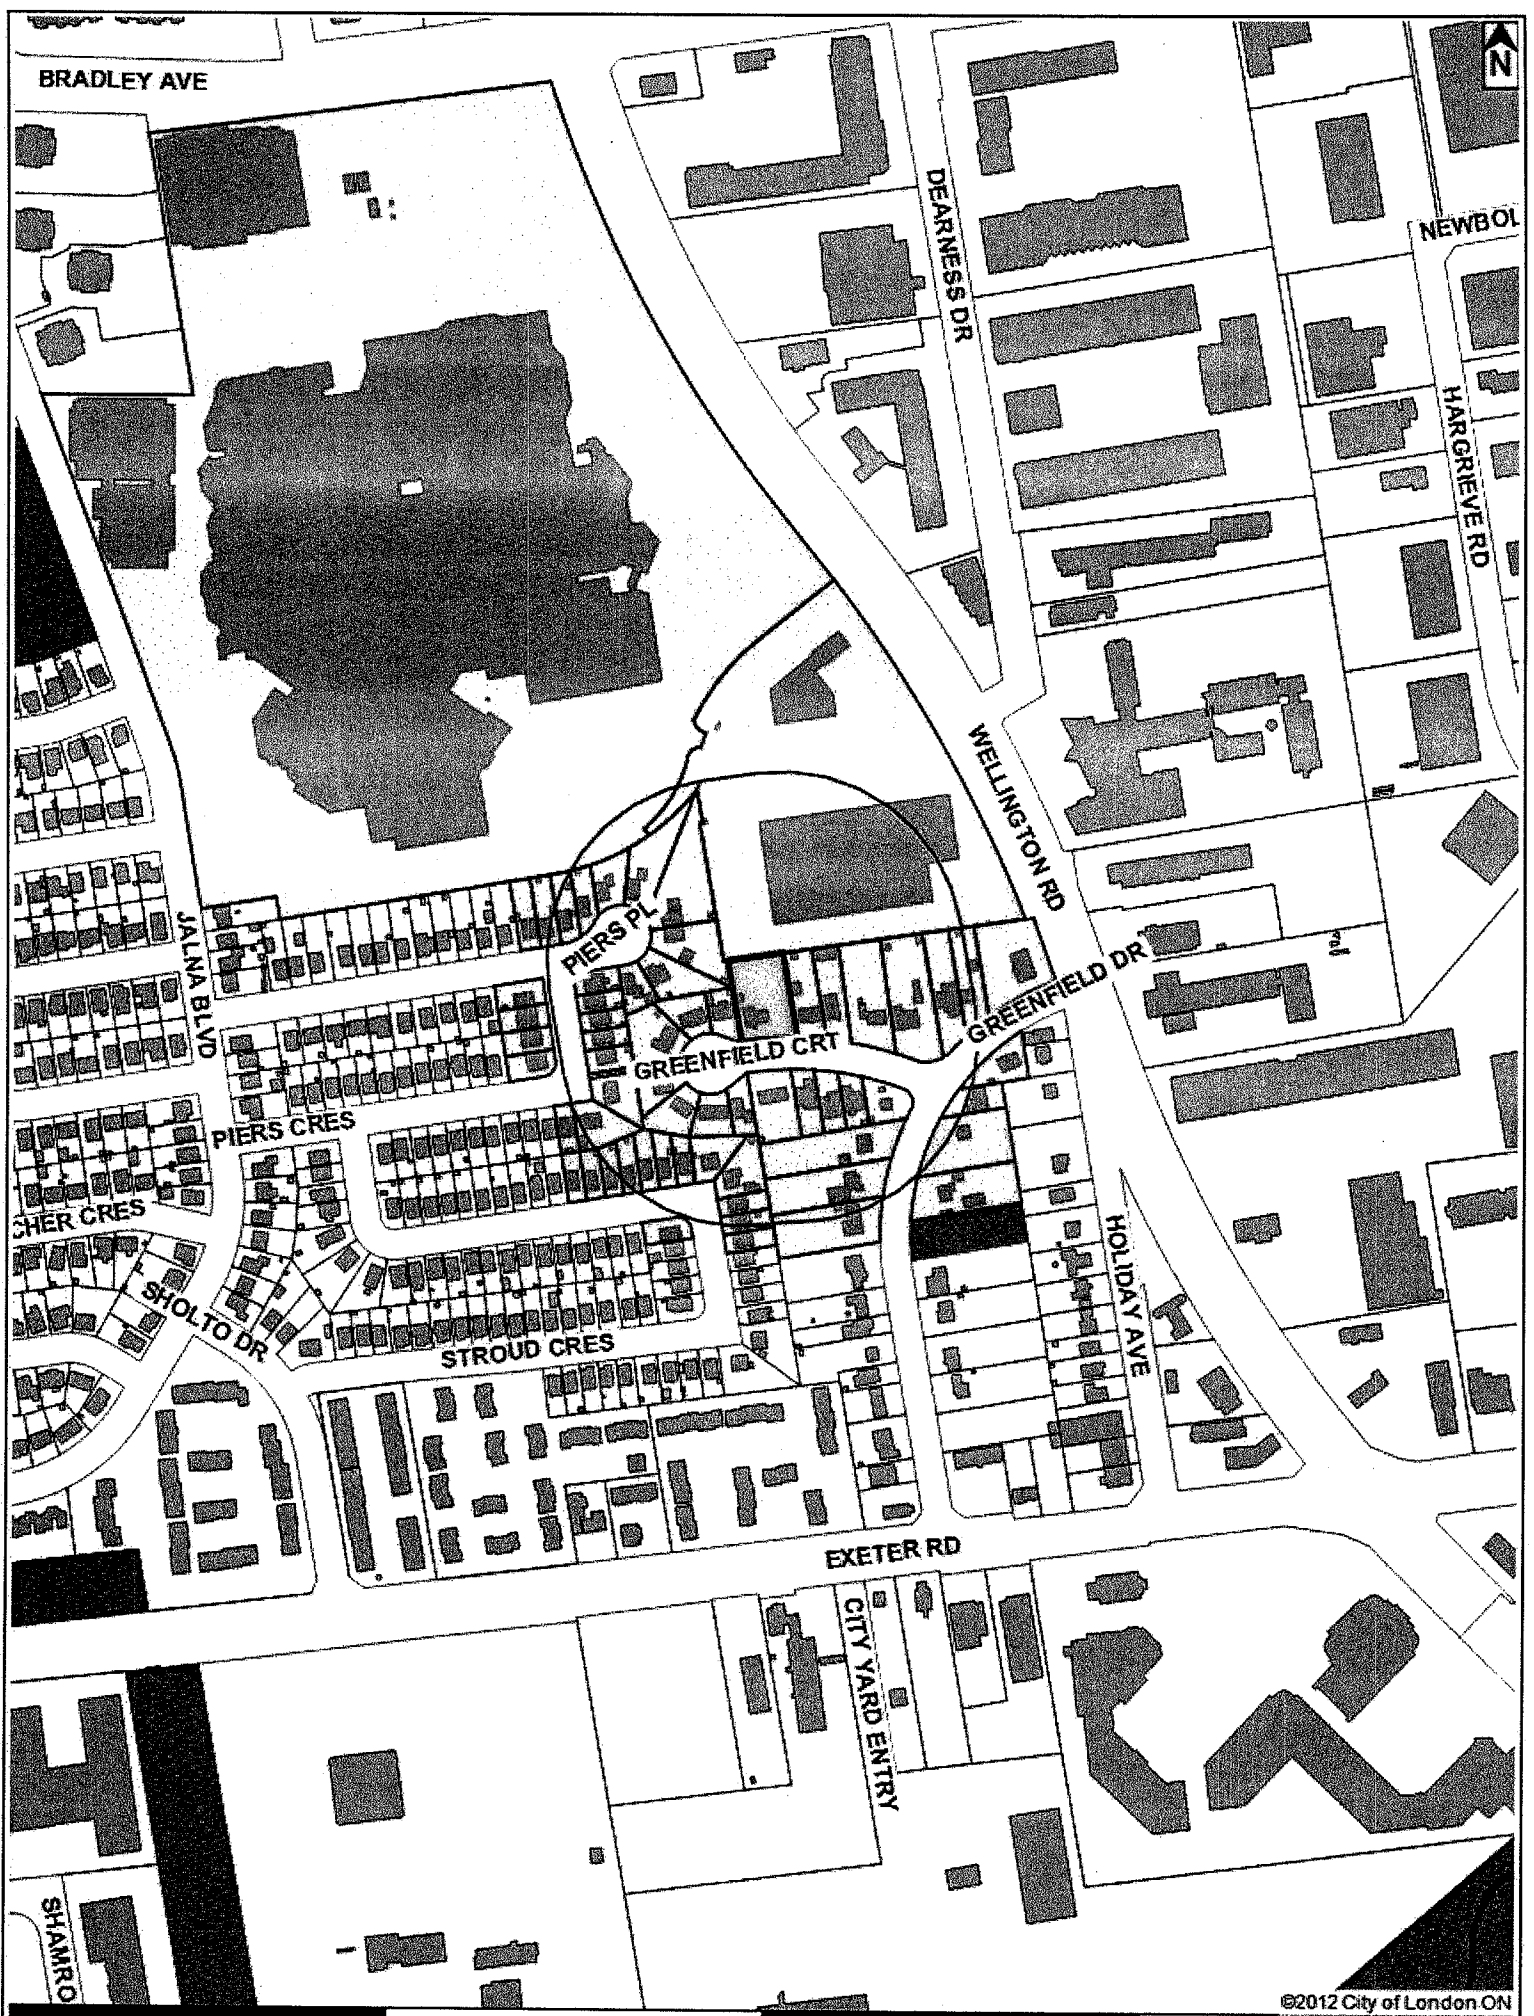 N
BRADLEY AVE
DEARNESS DR
NEWBOL
HARGRIEVE RD
WELLINGTON RD
PIERS PL
JALNA BLVD
GREENFIELD DR
GREENFIELD CRT
PIERS CRES
CHER CRES
HOLIDAY AVE
SHOLTO DR
STROUD CRES
EXETER RD
CITY YARD ENTRY
SHAMRO
©2012 City of London ON